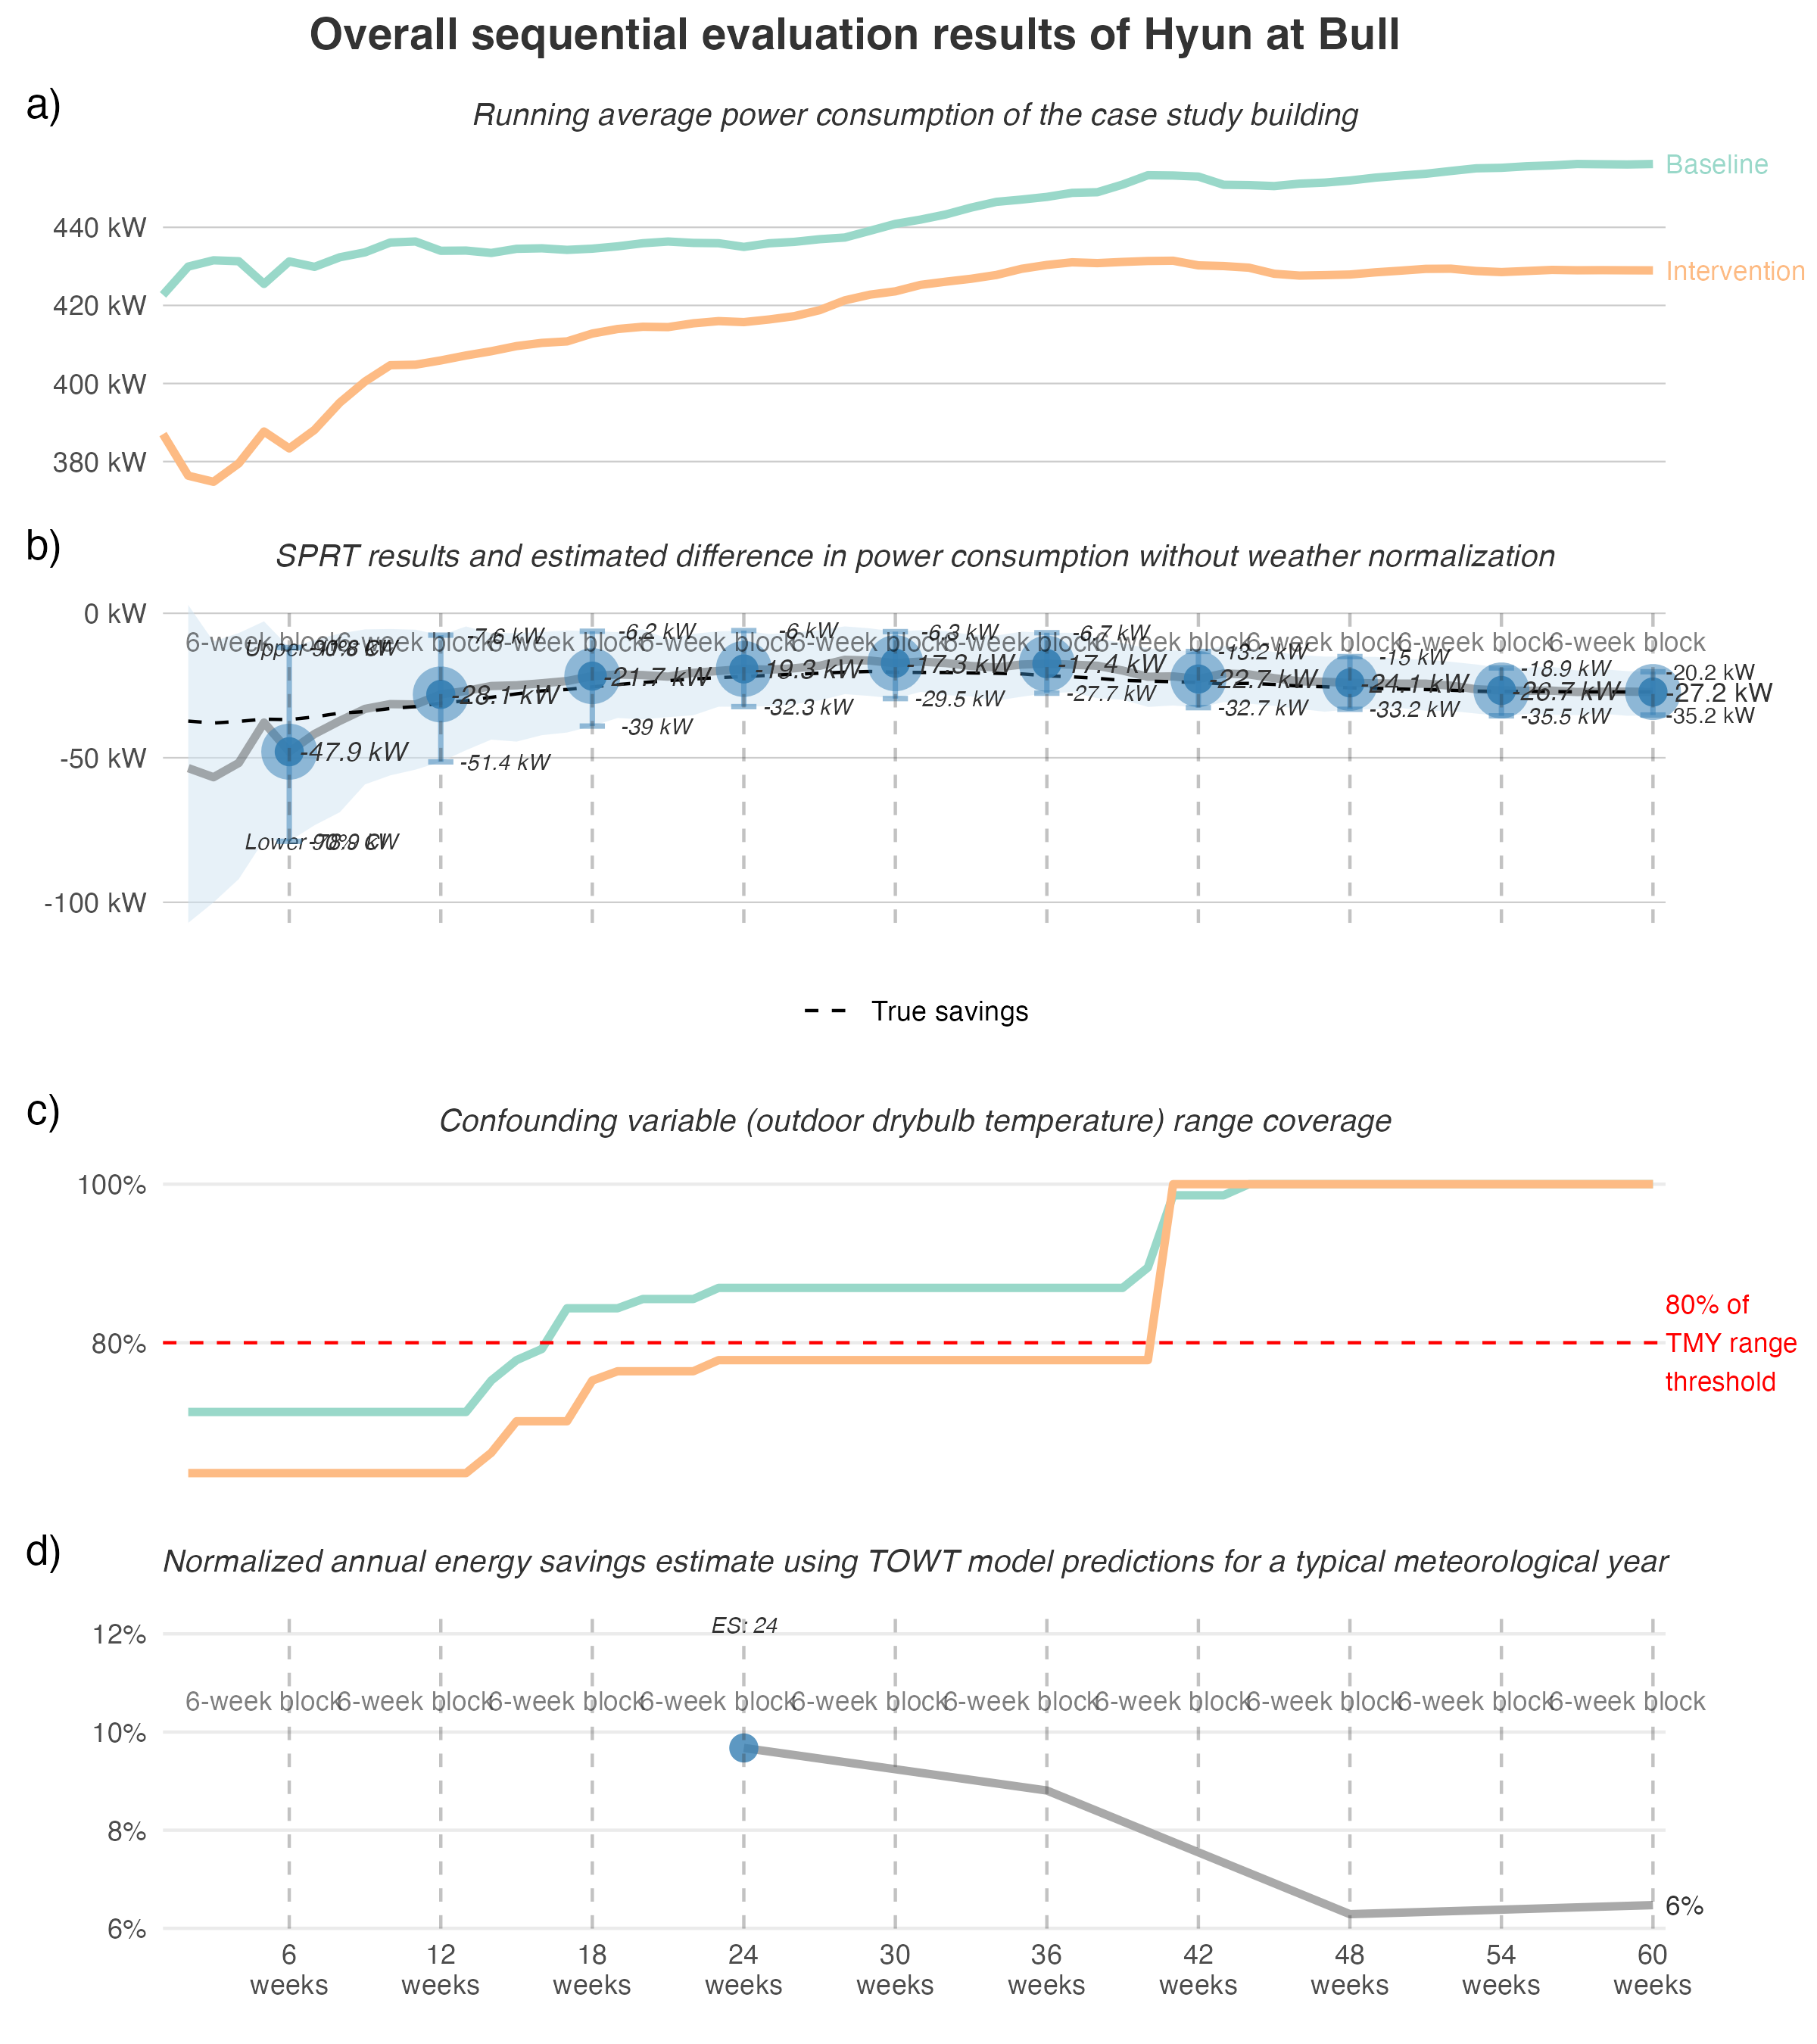 Overall sequential evaluation results of Hyun at Bull
a)
Running average power consumption of the case study building
Baseline
440 kW
Intervention
420 kW
400 kW
380 kW
b)
SPRT results and estimated difference in power consumption without weather normalization
0 kW
6-week block 6-week block 6-week block 6-week block 6-week block 6-week block 6-week block 6-week block 6-week block 6-week block
Upper 90% CI
-7.6 kW -6.2 kW -6 kW -6.3 kW -6.7 kW -13.2 kW -15 kW -18.9 kW -20.2 kW
-47.9 kW -28.1 kW -21.7 kW -19.3 kW -17.3 kW -17.4 kW -22.7 kW -24.1 kW -26.7 kW -27.2 kW
-51.4 kW -39 kW -32.3 kW -29.5 kW -27.7 kW -32.7 kW -33.2 kW -35.5 kW -35.2 kW
-50 kW
Lower 90% CI -78.9 kW
-100 kW
True savings
c)
Confounding variable (outdoor drybulb temperature) range coverage
100%
80%
80% of
TMY range
threshold
d)
Normalized annual energy savings estimate using TOWT model predictions for a typical meteorological year
ES: 24
12%
6-week block 6-week block 6-week block 6-week block 6-week block 6-week block 6-week block 6-week block 6-week block 6-week block
10%
8%
6%
6%
6 12 18 24 30 36 42 48 54 60
weeks weeks weeks weeks weeks weeks weeks weeks weeks weeks